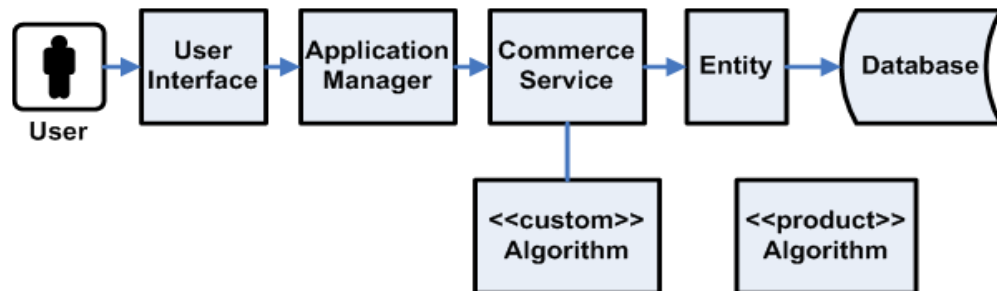 User
Interface
Application
Manager
Commerce
Service
Entity
Database
User
<<custom>>
Algorithm
<<product>>
Algorithm